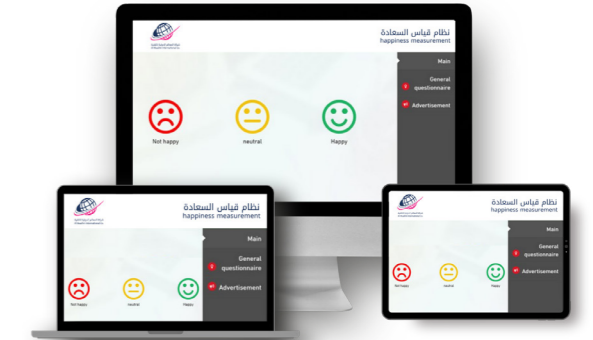 نظام قياس السعادة
happiness measurement
Main
General
questionnaire
Advertisement
Not happy
neutral
Happy
نظام قياس السعادة
happiness measurement
Main
General
questionnaire
Advertisement
Not happy
neutral
Happy
نظام قياس السعادة
happiness measurement
Main
General
questionnaire
Advertisement
Not happy
neutral
Happy